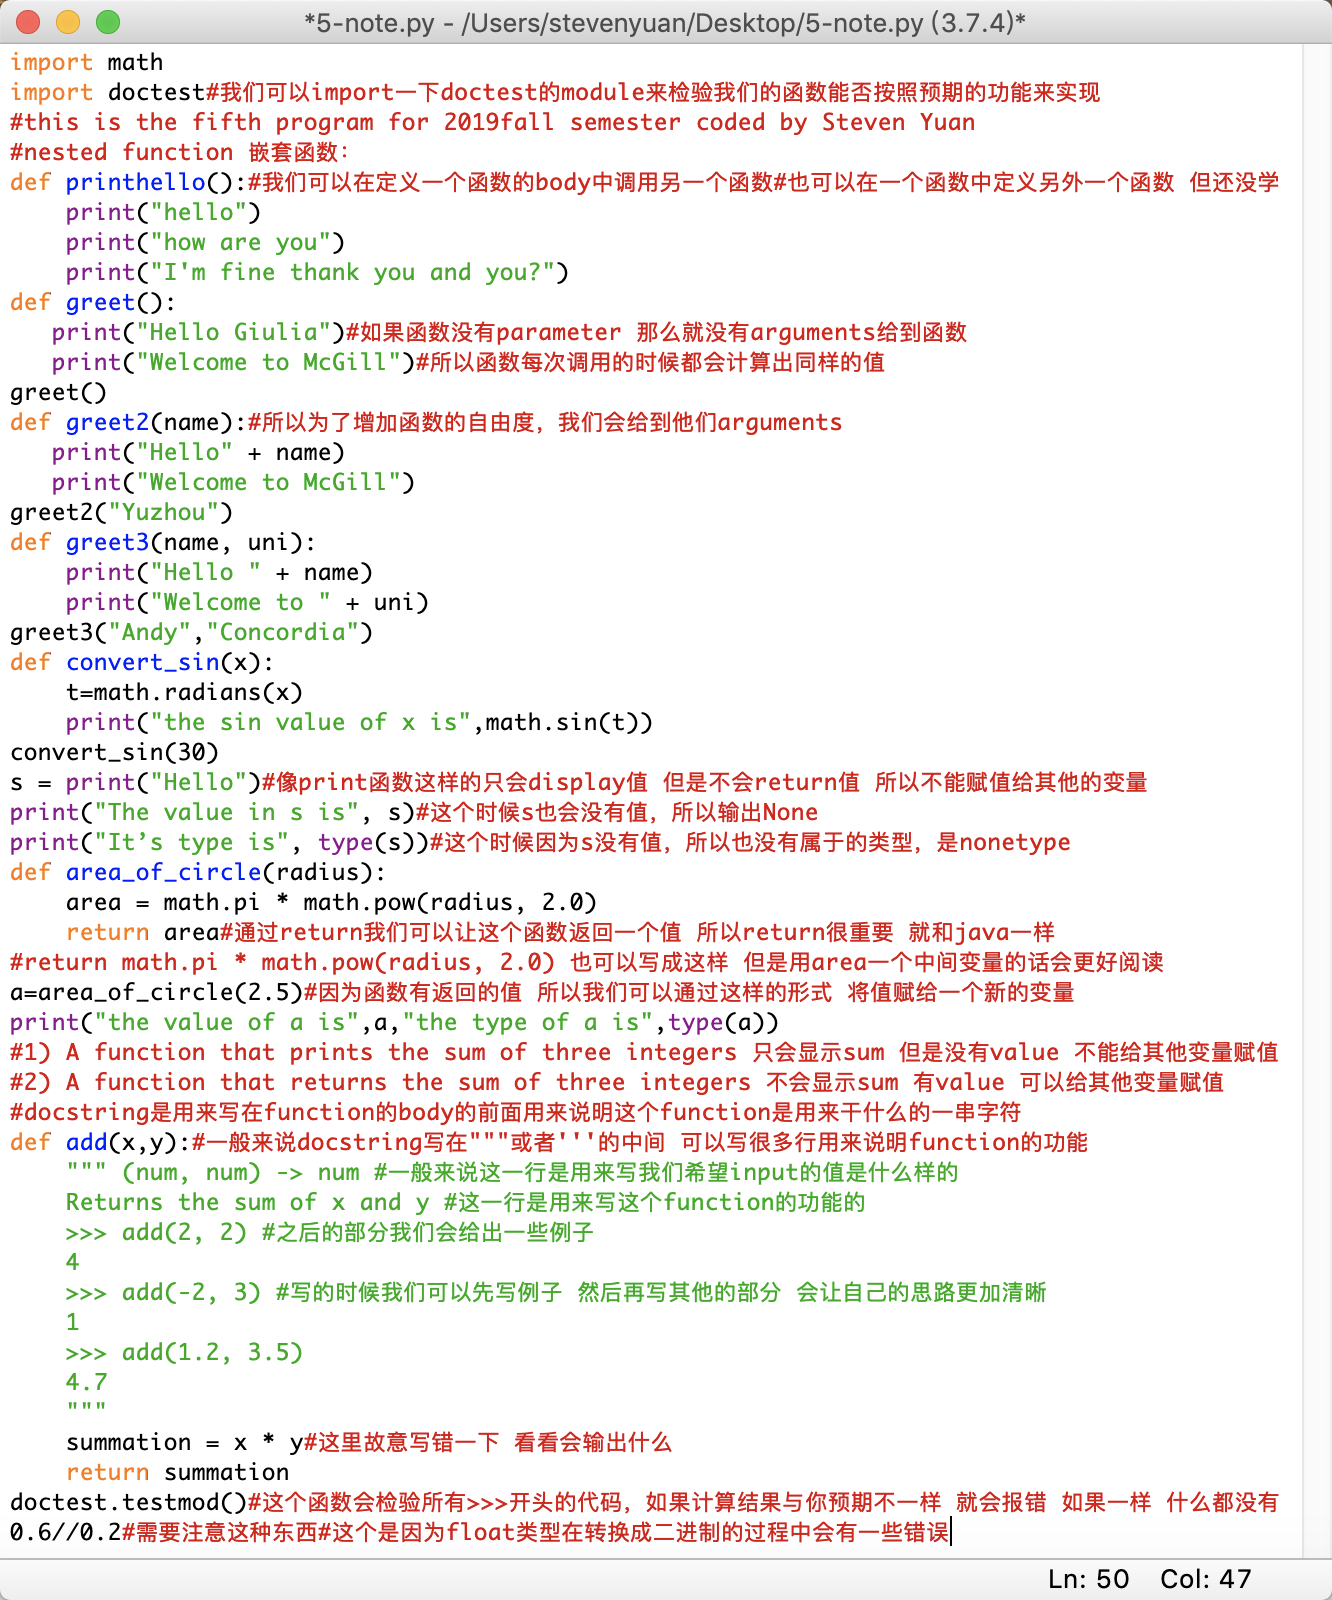 *5-note.py - /Users/stevenyuan/Desktop/5-note.py (3.7.4)*
import math
import doctest#我们可以import一下doctest的module来检验我们的函数能否按照预期的功能来实现
#this is the fifth program for 2019fall semester coded by Steven Yuan
#nested function 嵌套函数：
def printhello():#我们可以在定义一个函数的body中调用另一个函数#也可以在一个函数中定义另外一个函数 但还没学
    print("hello")
    print("how are you")
    print("I'm fine thank you and you?")
def greet():
   print("Hello Giulia")#如果函数没有parameter 那么就没有arguments给到函数
   print("Welcome to McGill")#所以函数每次调用的时候都会计算出同样的值
greet()
def greet2(name):#所以为了增加函数的自由度，我们会给到他们arguments
   print("Hello" + name)
   print("Welcome to McGill")
greet2("Yuzhou")
def greet3(name, uni):
    print("Hello " + name)
    print("Welcome to " + uni)
greet3("Andy","Concordia")
def convert_sin(x):
    t=math.radians(x)
    print("the sin value of x is",math.sin(t))
convert_sin(30)
s = print("Hello")#像print函数这样的只会display值 但是不会return值 所以不能赋值给其他的变量
print("The value in s is", s)#这个时候s也会没有值，所以输出None
print("It’s type is", type(s))#这个时候因为s没有值，所以也没有属于的类型，是nonetype
def area_of_circle(radius):
    area = math.pi * math.pow(radius, 2.0)
    return area#通过return我们可以让这个函数返回一个值 所以return很重要 就和java一样
#return math.pi * math.pow(radius, 2.0) 也可以写成这样 但是用area一个中间变量的话会更好阅读
a=area_of_circle(2.5)#因为函数有返回的值 所以我们可以通过这样的形式 将值赋给一个新的变量
print("the value of a is",a,"the type of a is",type(a))
#1) A function that prints the sum of three integers 只会显示sum 但是没有value 不能给其他变量赋值
#2) A function that returns the sum of three integers 不会显示sum 有value 可以给其他变量赋值
#docstring是用来写在function的body的前面用来说明这个function是用来干什么的一串字符
def add(x,y):#一般来说docstring写在"""或者'''的中间 可以写很多行用来说明function的功能
    """ (num, num) -> num #一般来说这一行是用来写我们希望input的值是什么样的
    Returns the sum of x and y #这一行是用来写这个function的功能的
    >>> add(2, 2) #之后的部分我们会给出一些例子
    4
    >>> add(-2, 3) #写的时候我们可以先写例子 然后再写其他的部分 会让自己的思路更加清晰
    1
    >>> add(1.2, 3.5)
    4.7
    """
    summation = x * y#这里故意写错一下 看看会输出什么
    return summation
doctest.testmod()#这个函数会检验所有>>>开头的代码，如果计算结果与你预期不一样 就会报错 如果一样 什么都没有
0.6//0.2#需要注意这种东西#这个是因为float类型在转换成二进制的过程中会有一些错误
Ln: 50 Col: 47